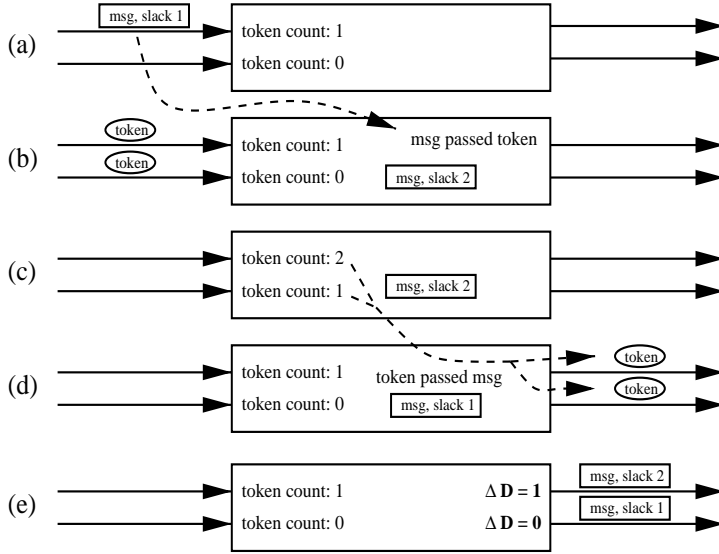 msg, slack 1
(a)
token count: 1
token count: 0
token
msg passed token
(b)
token count: 1
token
token count: 0
msg, slack 2
(c)
token count: 2
token count: 1
msg, slack 2
token
(d)
token count: 1
token passed msg
token
token count: 0
msg, slack 1
msg, slack 2
(e)
token count: 1
Δ D = 1
msg, slack 1
token count: 0
Δ D = 0